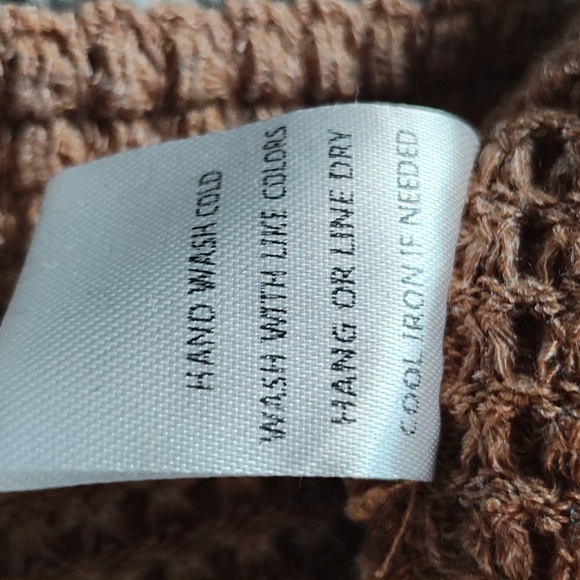 HAND WASH COLD
WASH WITH LIKE COLORS
HANG OR LINE DRY
COOL IRON IF NEEDED